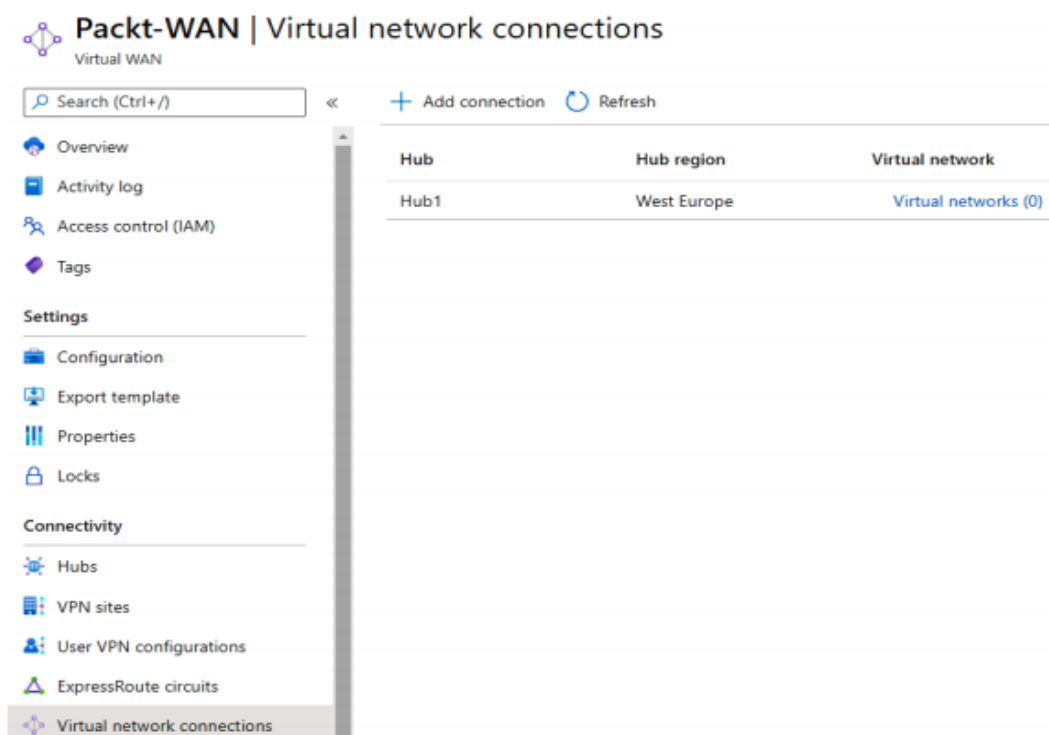 Packt-WAN | Virtual network connections
Virtual WAN
Search (Ctrl+/)
«
Add connection
Refresh
Overview
Activity log
Access control (IAM)
Tags
Settings
Configuration
Export template
Properties
Locks
Connectivity
Hubs
VPN sites
User VPN configurations
ExpressRoute circuits
Virtual network connections
Hub Hub region Virtual network
Hub1 West Europe Virtual networks (0)